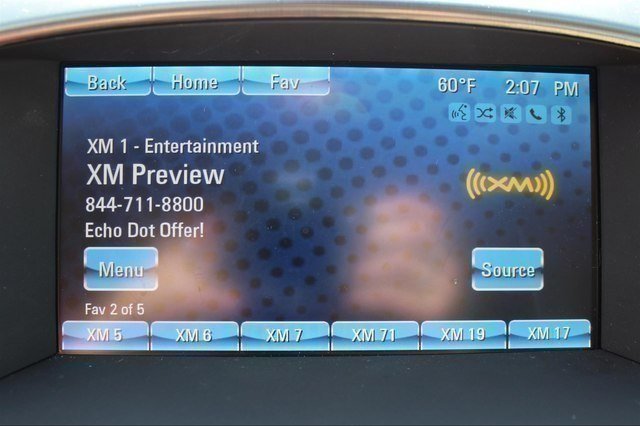 Back Home Fav 60°F 2:07 PM
XM 1 - Entertainment
XM Preview
844-711-8800
Echo Dot Offer!
((XM))
Menu Source
Fav 2 of 5
XM 5 XM 6 XM 7 XM 71 XM 19 XM 17